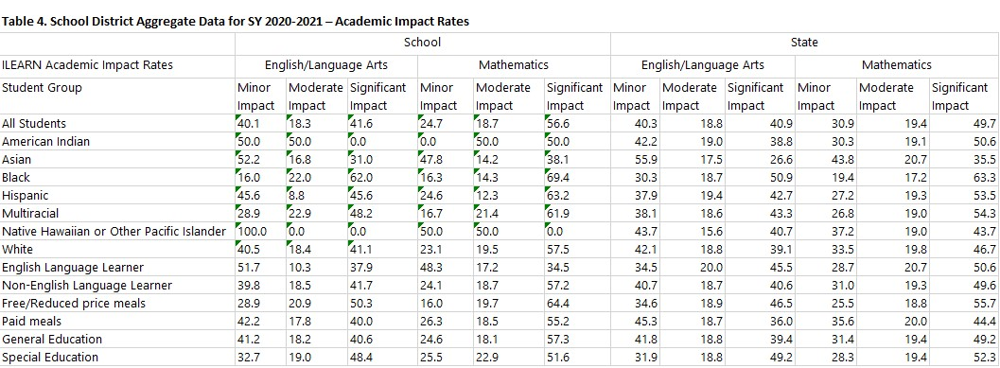 Table 4. School District Aggregate Data for SY 2020-2021 – Academic Impact Rates
School State
ILEARN Academic Impact Rates English/Language Arts Mathematics English/Language Arts Mathematics
Student Group Minor Impact Moderate Impact Significant Impact Minor Impact Moderate Impact Significant Impact Minor Impact Moderate Impact Significant Impact Minor Impact Moderate Impact Significant Impact
All Students 40.1 18.3 41.6 24.7 18.7 56.6 40.3 18.8 40.9 30.9 19.4 49.7
American Indian 50.0 50.0 0.0 0.0 50.0 50.0 42.2 19.0 38.8 30.3 19.1 50.6
Asian 52.2 16.8 31.0 47.8 14.2 38.1 55.9 17.5 26.6 43.8 20.7 35.5
Black 16.0 22.0 62.0 16.3 14.3 69.4 30.3 18.7 50.9 19.4 17.2 63.3
Hispanic 45.6 8.8 45.6 24.6 12.3 63.2 37.9 19.4 42.7 27.2 19.3 53.5
Multiracial 28.9 22.9 48.2 16.7 21.4 61.9 38.1 18.6 43.3 26.8 19.0 54.3
Native Hawaiian or Other Pacific Islander 100.0 0.0 0.0 50.0 50.0 0.0 43.7 15.6 40.7 37.2 19.0 43.7
White 40.5 18.4 41.1 23.1 19.5 57.5 42.1 18.8 39.1 33.5 19.8 46.7
English Language Learner 51.7 10.3 37.9 48.3 17.2 34.5 34.5 20.0 45.5 28.7 20.7 50.6
Non-English Language Learner 39.8 18.5 41.7 24.1 18.7 57.2 40.7 18.7 40.6 31.0 19.3 49.6
Free/Reduced price meals 28.9 20.9 50.3 16.0 19.7 64.4 34.6 18.9 46.5 25.5 18.8 55.7
Paid meals 42.2 17.8 40.0 26.3 18.5 55.2 45.3 18.7 36.0 35.6 20.0 44.4
General Education 41.2 18.2 40.6 24.6 18.1 57.3 41.8 18.8 39.4 31.4 19.4 49.2
Special Education 32.7 19.0 48.4 25.5 22.9 51.6 31.9 18.8 49.2 28.3 19.4 52.3